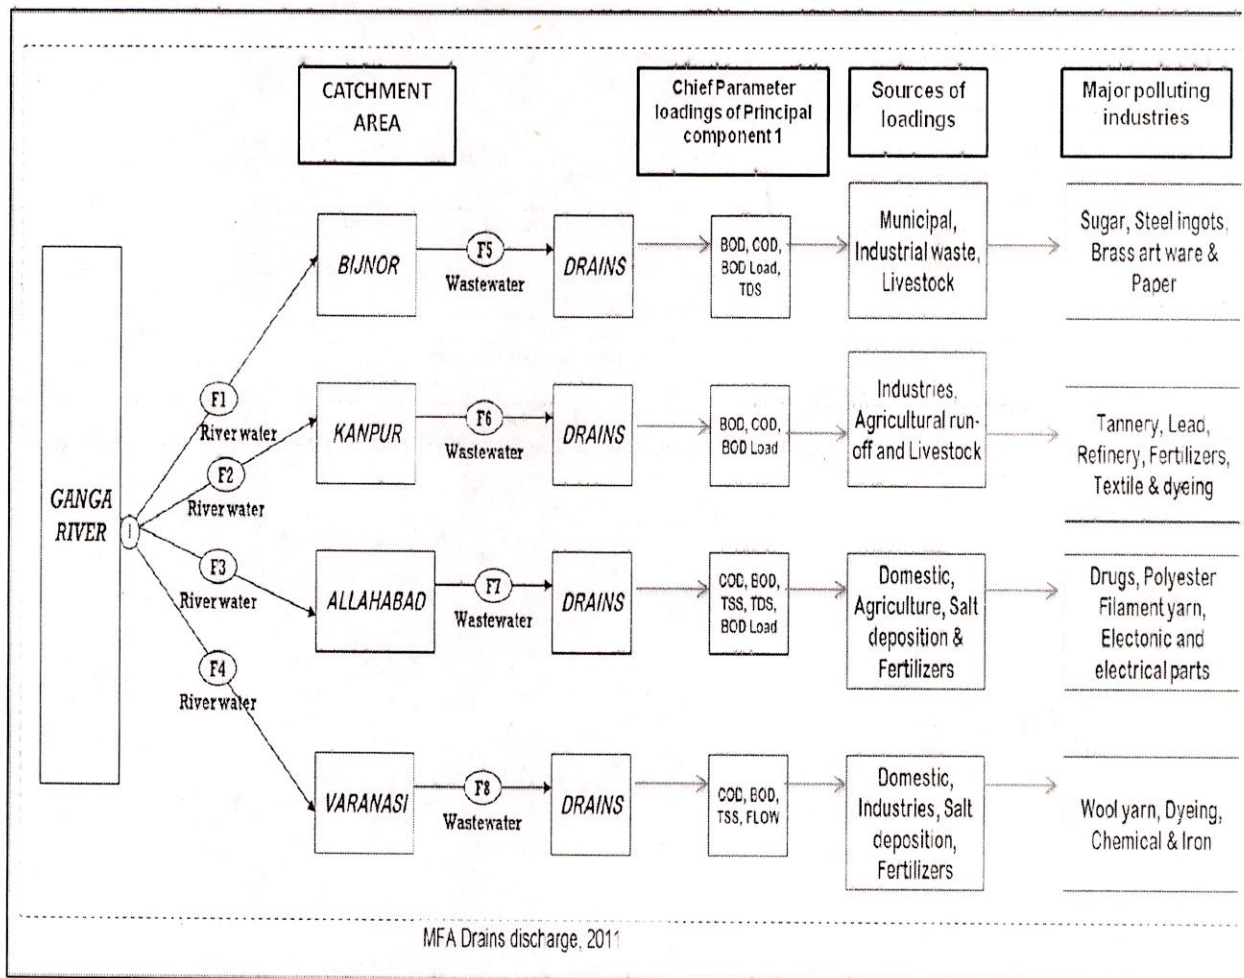 CATCHMENT
AREA
Chief Parameter
loadings of Principal
component 1
Sources of
loadings
Major polluting
industries
GANGA
RIVER
I
F1
River water
F2
River water
F3
River water
F4
River water
BIJNOR
F5
Wastewater
DRAINS
BOD, COD,
BOD Load,
TDS
Municipal,
Industrial waste,
Livestock
Sugar, Steel ingots,
Brass art ware &
Paper
KANPUR
F6
Wastewater
DRAINS
BOD, COD,
BOD Load
Industries,
Agricultural run-
off and Livestock
Tannery, Lead,
Refinery, Fertilizers,
Textile & dyeing
ALLAHABAD
F7
Wastewater
DRAINS
COD, BOD,
TSS, TDS,
BOD Load
Domestic,
Agriculture, Salt
deposition &
Fertilizers
Drugs, Polyester
Filament yarn,
Electonic and
electrical parts
VARANASI
F8
Wastewater
DRAINS
COD, BOD,
TSS, FLOW
Domestic,
Industries, Salt
deposition,
Fertilizers
Wool yarn, Dyeing,
Chemical & Iron
MFA Drains discharge, 2011